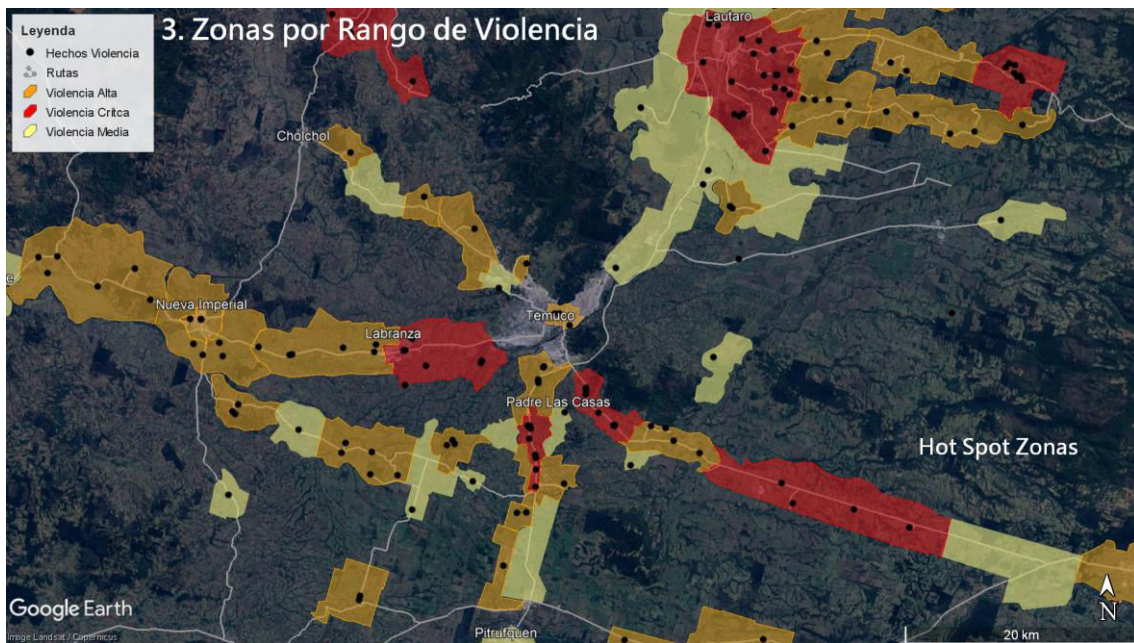 3. Zonas por Rango de Violencia
Leyenda
Hechos Violencia
Rutas
Violencia Alta
Violencia Crítca
Violencia Media
Lautaro
Cholchol
e
Nueva Imperial
Temuco
Labranza
Padre Las Casas
Hot Spot Zonas
Pitrufquen
N
20 km
Google Earth
Image Landsat / Copernicus